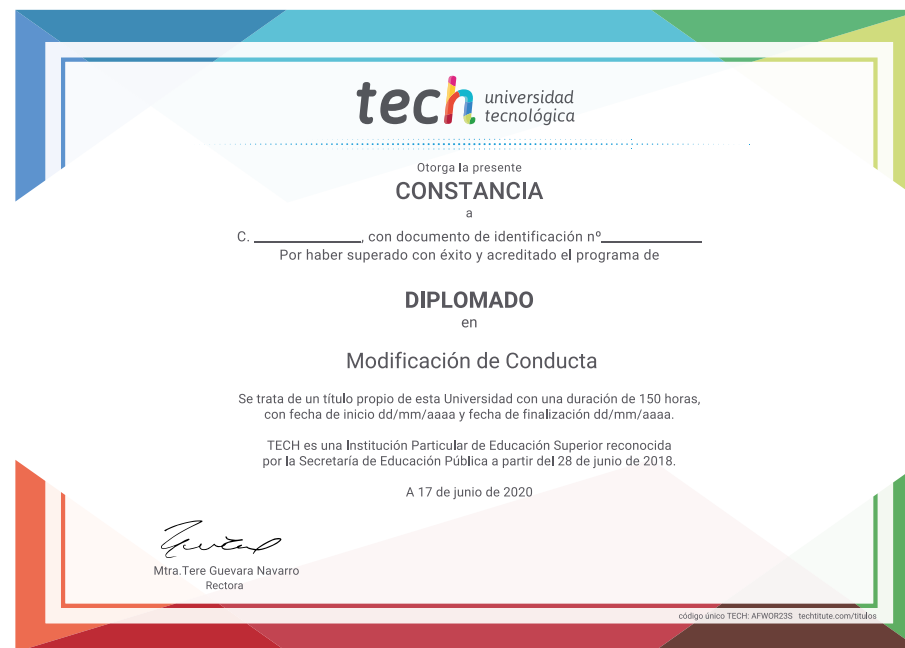 tech universidad
tecnológica
Otorga la presente
CONSTANCIA
a
C. ____________, con documento de identificación nº____________
Por haber superado con éxito y acreditado el programa de
DIPLOMADO
en
Modificación de Conducta
Se trata de un título propio de esta Universidad con una duración de 150 horas,
con fecha de inicio dd/mm/aaaa y fecha de finalización dd/mm/aaaa.
TECH es una Institución Particular de Educación Superior reconocida
por la Secretaría de Educación Pública a partir del 28 de junio de 2018.
A 17 de junio de 2020
Mtra.Tere Guevara Navarro
Rectora
código único TECH: AFWOR23S techtitute.com/titulos